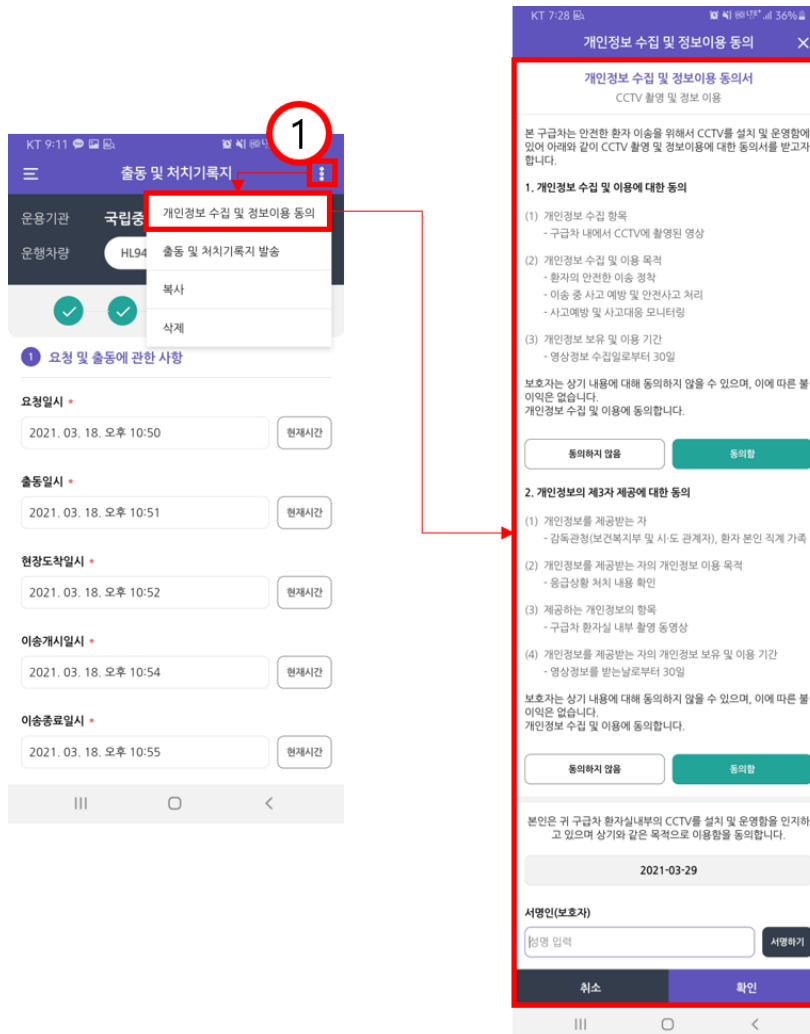 KT 9:11
1
출동 및 처치기록지
운용기관 국립중
운행차량 HL94
개인정보 수집 및 정보이용 동의
출동 및 처치기록지 발송
복사
삭제
1 요청 및 출동에 관한 사항
요청일시 *
2021. 03. 18. 오후 10:50 현재시간
출동일시 *
2021. 03. 18. 오후 10:51 현재시간
현장도착일시 *
2021. 03. 18. 오후 10:52 현재시간
이송개시일시 *
2021. 03. 18. 오후 10:54 현재시간
이송종료일시 *
2021. 03. 18. 오후 10:55 현재시간
KT 7:28 36%
개인정보 수집 및 정보이용 동의
개인정보 수집 및 정보이용 동의서
CCTV 촬영 및 정보 이용
본 구급차는 안전한 환자 이송을 위해서 CCTV를 설치 및 운영함에
있어 아래와 같이 CCTV 촬영 및 정보이용에 대한 동의서를 받고자
합니다.
1. 개인정보 수집 및 이용에 대한 동의
(1) 개인정보 수집 항목
- 구급차 내에서 CCTV에 촬영된 영상
(2) 개인정보 수집 및 이용 목적
- 환자의 안전한 이송 정착
- 이송 중 사고 예방 및 안전사고 처리
- 사고예방 및 사고대응 모니터링
(3) 개인정보 보유 및 이용 기간
- 영상정보 수집일로부터 30일
보호자는 상기 내용에 대해 동의하지 않을 수 있으며, 이에 따른 불
이익은 없습니다.
개인정보 수집 및 이용에 동의합니다.
동의하지 않음 동의함
2. 개인정보의 제3자 제공에 대한 동의
(1) 개인정보를 제공받는 자
- 감독관청(보건복지부 및 시·도 관계자), 환자 본인 직계 가족
(2) 개인정보를 제공받는 자의 개인정보 이용 목적
- 응급상황 처치 내용 확인
(3) 제공하는 개인정보의 항목
- 구급차 환자실 내부 촬영 동영상
(4) 개인정보를 제공받는 자의 개인정보 보유 및 이용 기간
- 영상정보를 받는날로부터 30일
보호자는 상기 내용에 대해 동의하지 않을 수 있으며, 이에 따른 불
이익은 없습니다.
개인정보 수집 및 이용에 동의합니다.
동의하지 않음 동의함
본인은 귀 구급차 환자실내부의 CCTV를 설치 및 운영함을 인지하
고 있으며 상기와 같은 목적으로 이용함을 동의합니다.
2021-03-29
서명인(보호자)
성명 입력 서명하기
취소 확인